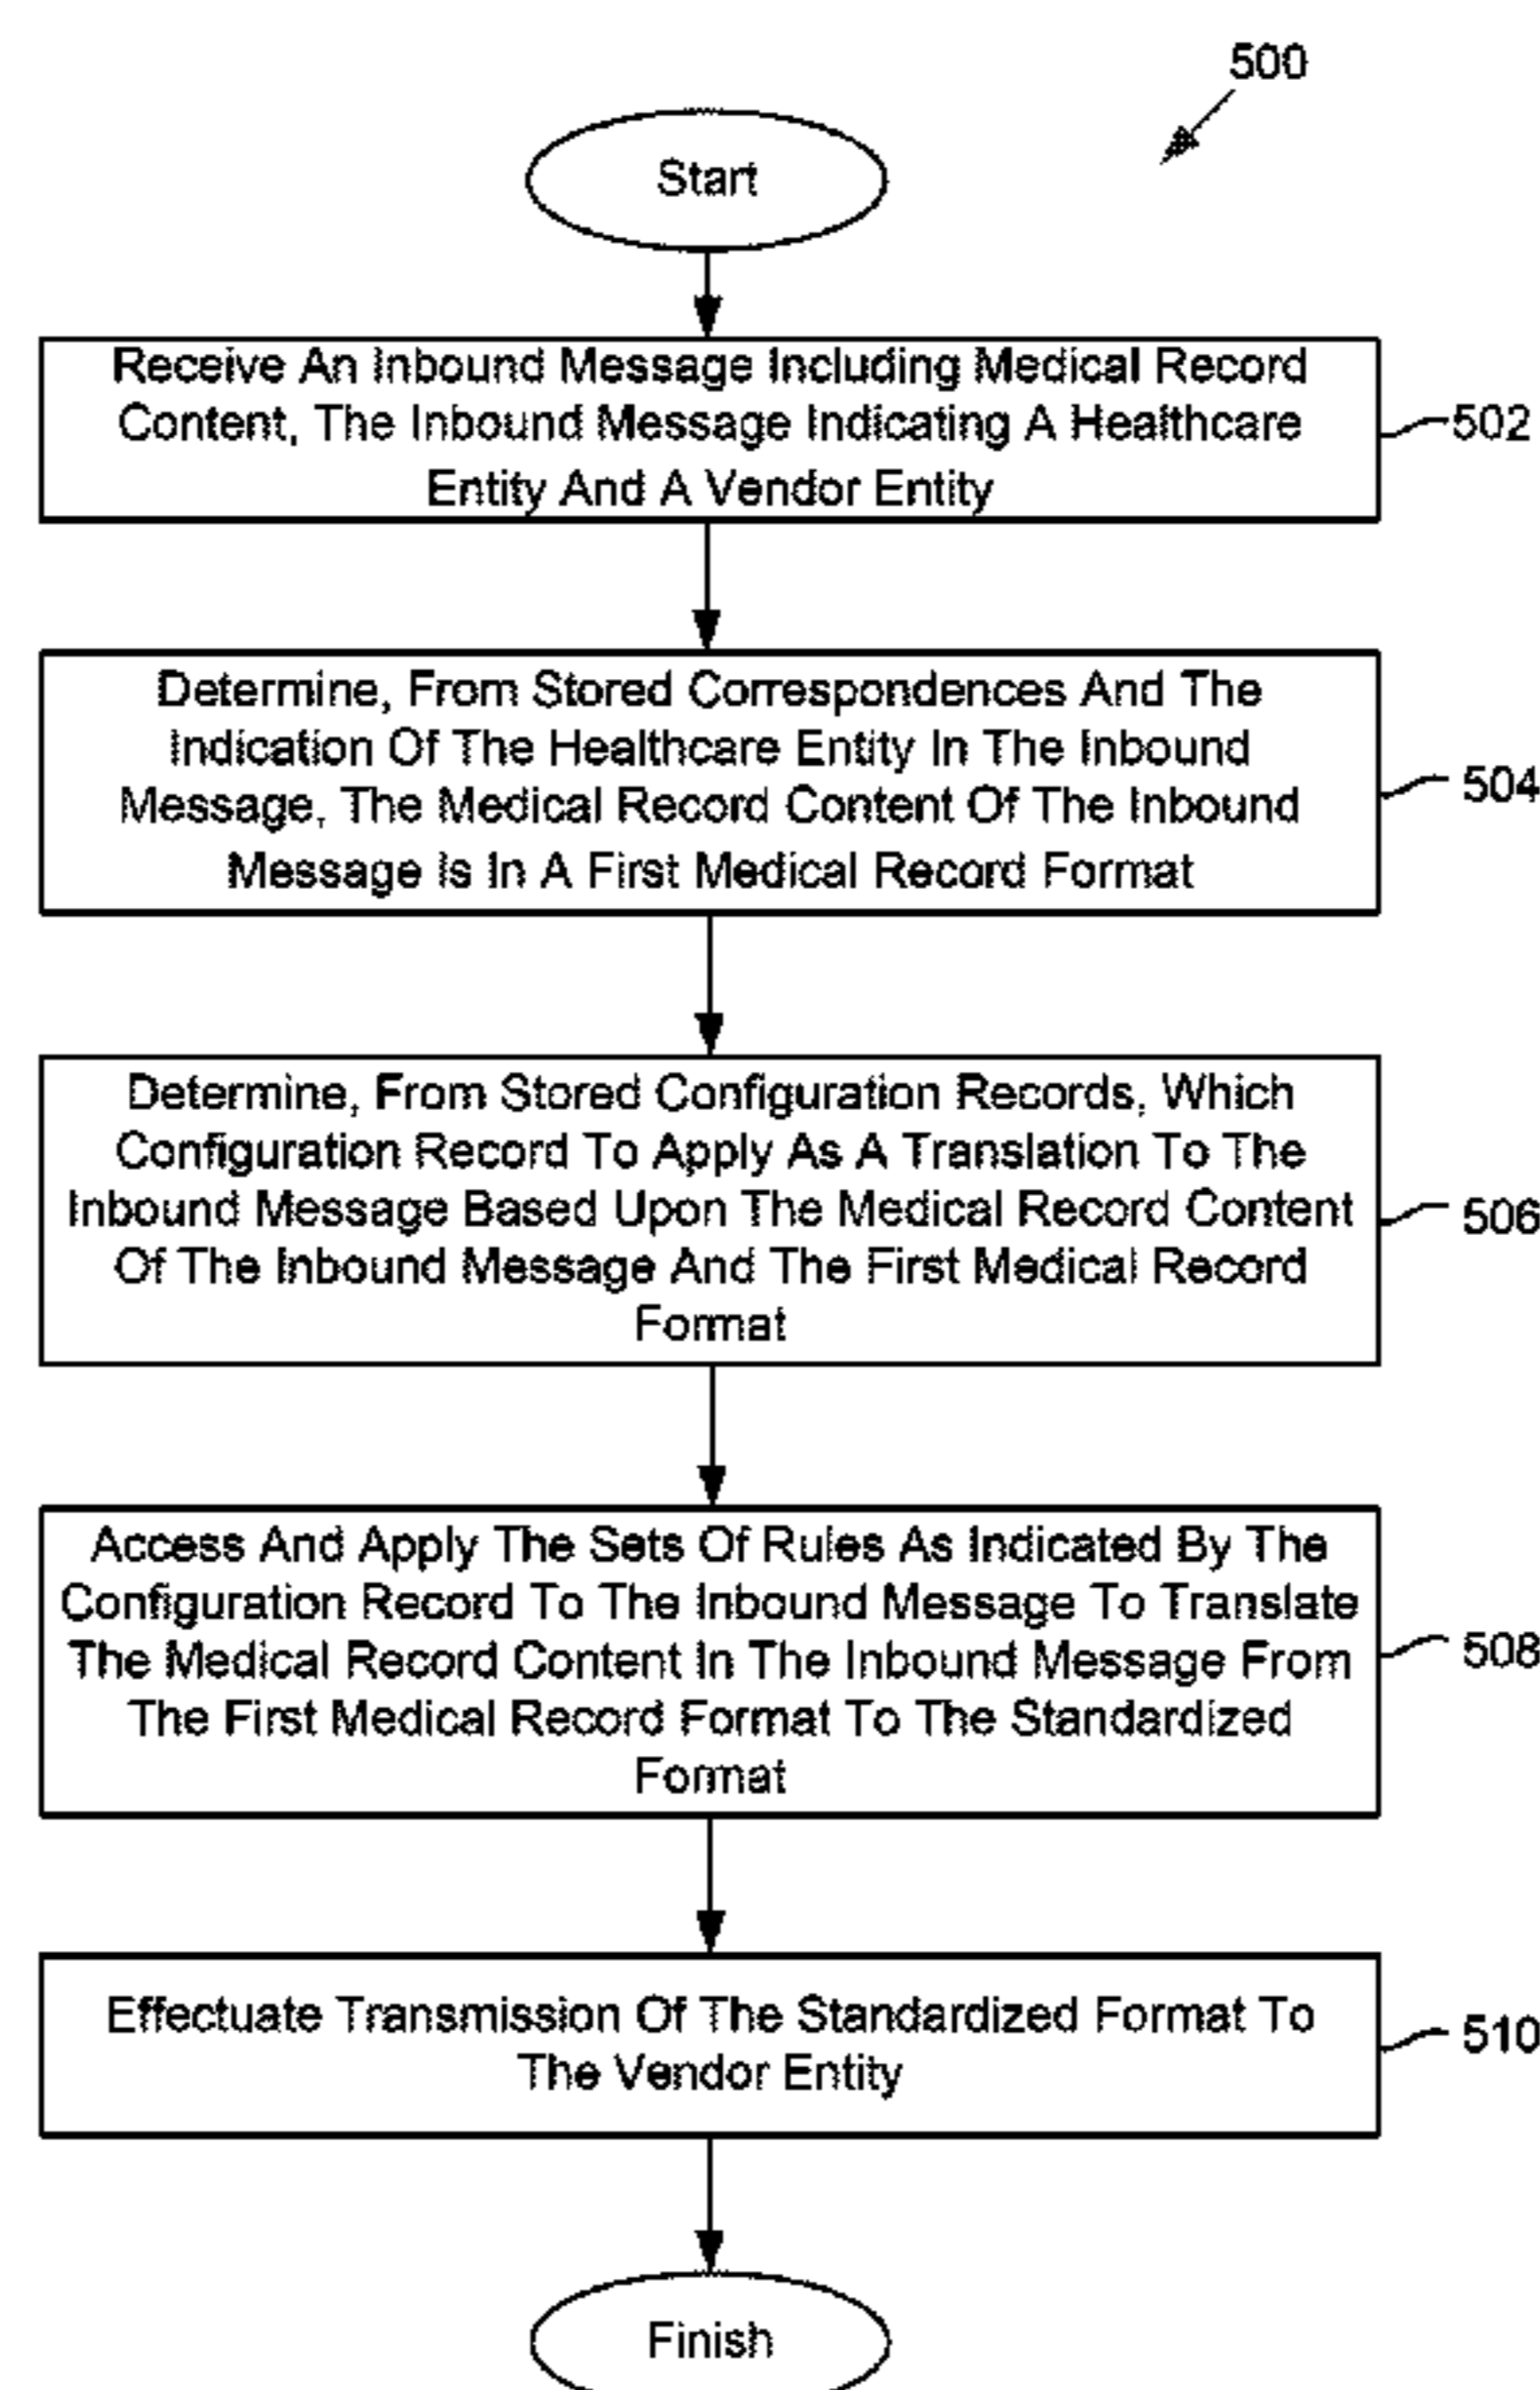 500
Start
Receive An Inbound Message Including Medical Record
Content, The Inbound Message Indicating A Healthcare
Entity And A Vendor Entity
502
Determine, From Stored Correspondences And The
Indication Of The Healthcare Entity In The Inbound
Message, The Medical Record Content Of The Inbound
Message Is In A First Medical Record Format
504
Determine, From Stored Configuration Records, Which
Configuration Record To Apply As A Translation To The
Inbound Message Based Upon The Medical Record Content
Of The Inbound Message And The First Medical Record
Format
506
Access And Apply The Sets Of Rules As Indicated By The
Configuration Record To The Inbound Message To Translate
The Medical Record Content In The Inbound Message From
The First Medical Record Format To The Standardized
Format
508
Effectuate Transmission Of The Standardized Format To
The Vendor Entity
510
Finish